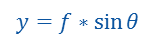 y = f * sin θ